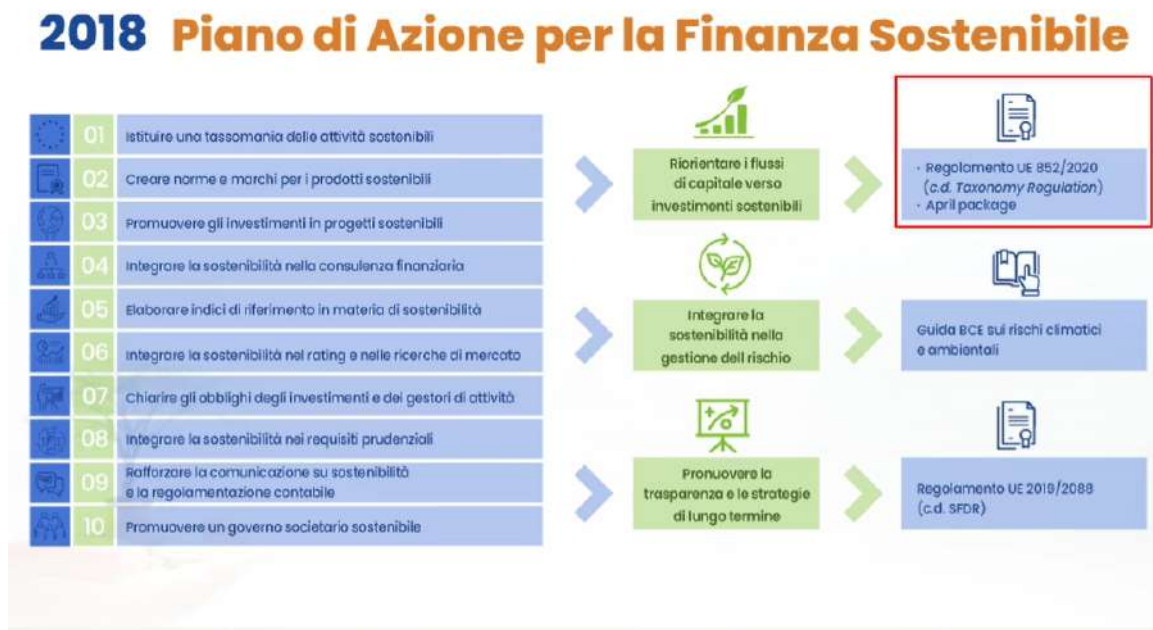 2018 Piano di Azione per la Finanza Sostenibile
01 Istituire una tassomania delle attività sostenibili
02 Creare norme e marchi per i prodotti sostenibili
03 Promuovere gli investimenti in progetti sostenibili
04 Integrare la sostenibilità nella consulenza finanziaria
05 Elaborare indici di riferimento in materia di sostenibilità
06 Integrare la sostenibilità nel rating e nelle ricerche di mercato
07 Chiarire gli obblighi degli investimenti e dei gestori di attività
08 Integrare la sostenibilità nei requisiti prudenziali
09 Rafforzare la comunicazione su sostenibilità
e la regolamentazione contabile
10 Promuovere un governo societario sostenibile
Riorientare i flussi
di capitale verso
investimenti sostenibili
· Regolamento UE 852/2020
(c.d. Taxonomy Regulation)
· April package
Integrare la
sostenibilità nella
gestione dell rischio
Guida BCE sui rischi climatici
e ambientali
Pronuovere la
trasparenza e le strategie
di lungo termine
Regolamento UE 2019/2088
(c.d. SFDR)